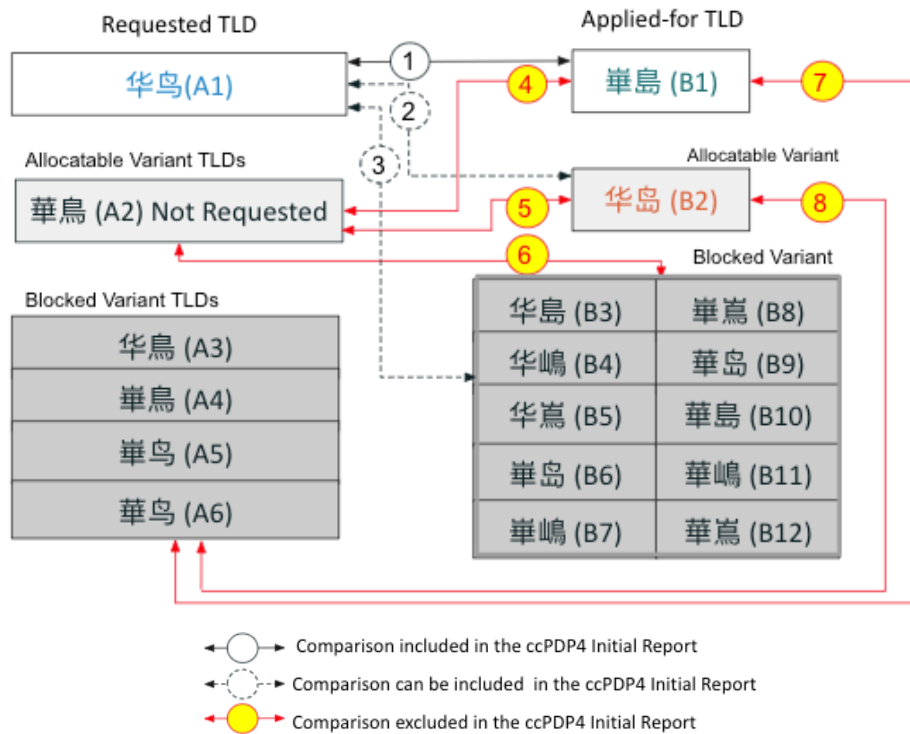 Requested TLD
Applied-for TLD
华鸟(A1)
1
4
崋島 (B1)
7
2
3
Allocatable Variant TLDs
Allocatable Variant
華鳥 (A2) Not Requested
5
华岛 (B2)
8
6
Blocked Variant
Blocked Variant TLDs
华鳥 (A3)
崋鳥 (A4)
崋鸟 (A5)
華鸟 (A6)
华島 (B3)
崋嶌 (B8)
华嶋 (B4)
華岛 (B9)
华嶌 (B5)
華島 (B10)
崋岛 (B6)
華嶋 (B11)
崋嶋 (B7)
華嶌 (B12)
Comparison included in the ccPDP4 Initial Report
Comparison can be included in the ccPDP4 Initial Report
Comparison excluded in the ccPDP4 Initial Report